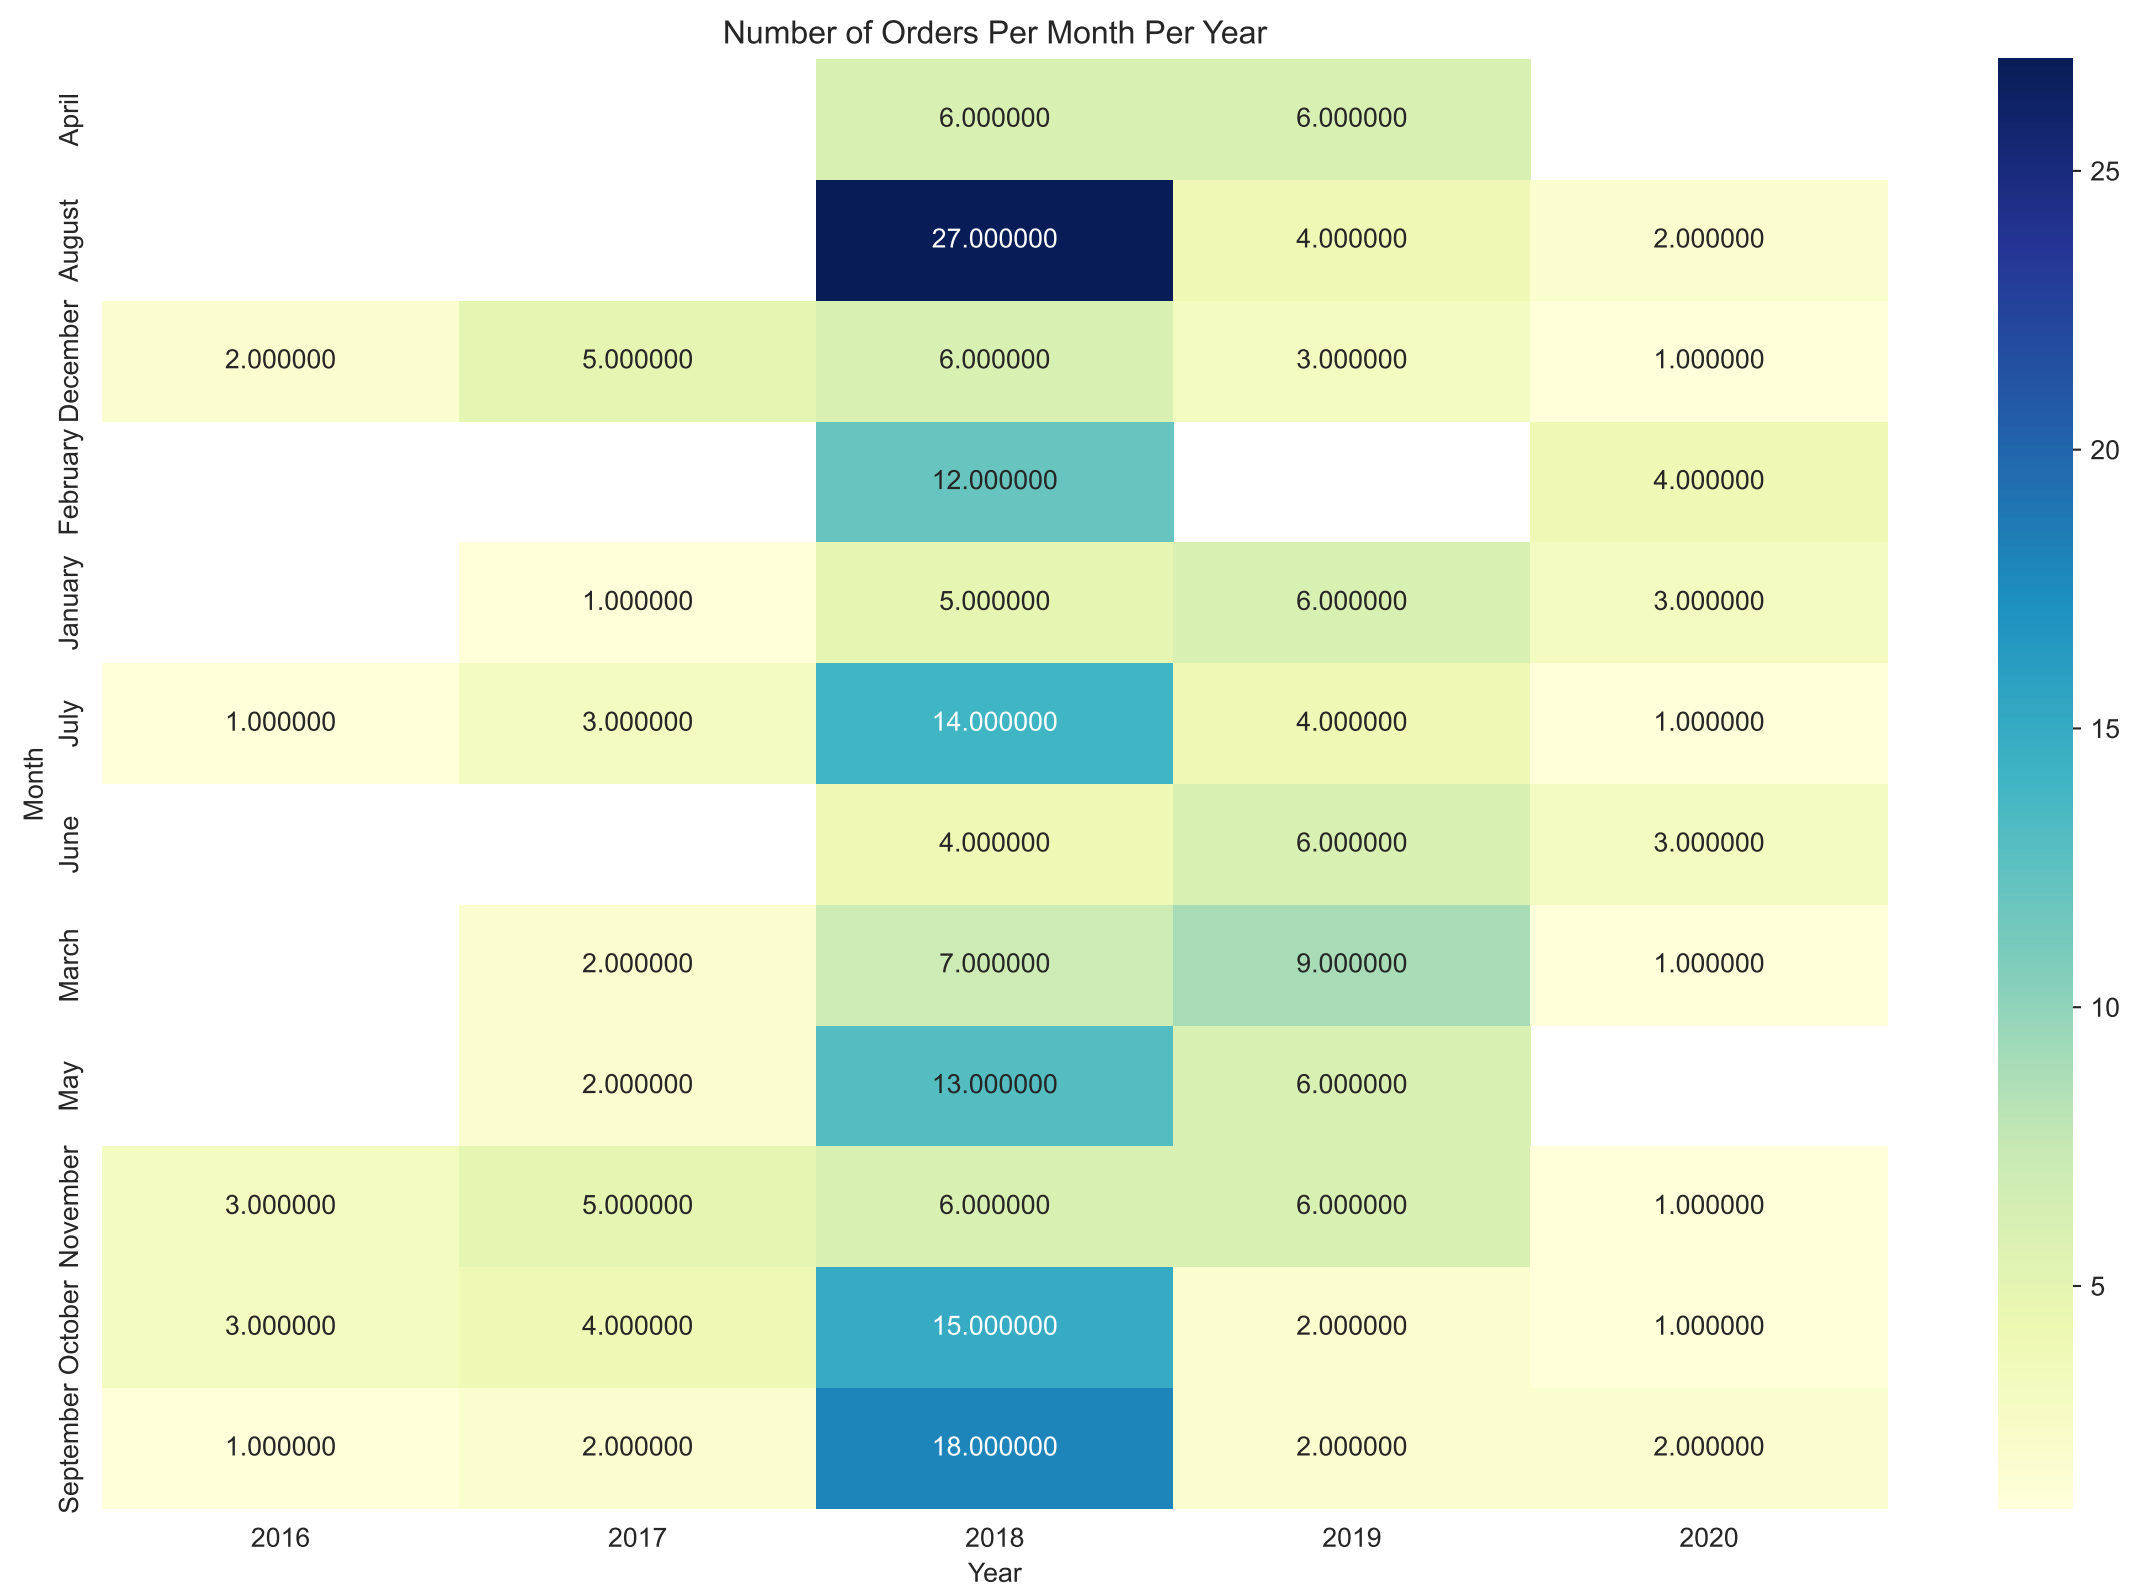 Number of Orders Per Month Per Year
April 6.000000 6.000000
August 27.000000 4.000000 2.000000
December 2.000000 5.000000 6.000000 3.000000 1.000000
February 12.000000 4.000000
January 1.000000 5.000000 6.000000 3.000000
July 1.000000 3.000000 14.000000 4.000000 1.000000
June 4.000000 6.000000 3.000000
March 2.000000 7.000000 9.000000 1.000000
May 2.000000 13.000000 6.000000
November 3.000000 5.000000 6.000000 6.000000 1.000000
October 3.000000 4.000000 15.000000 2.000000 1.000000
September 1.000000 2.000000 18.000000 2.000000 2.000000
2016 2017 2018 2019 2020
Year
Month
25
20
15
10
5